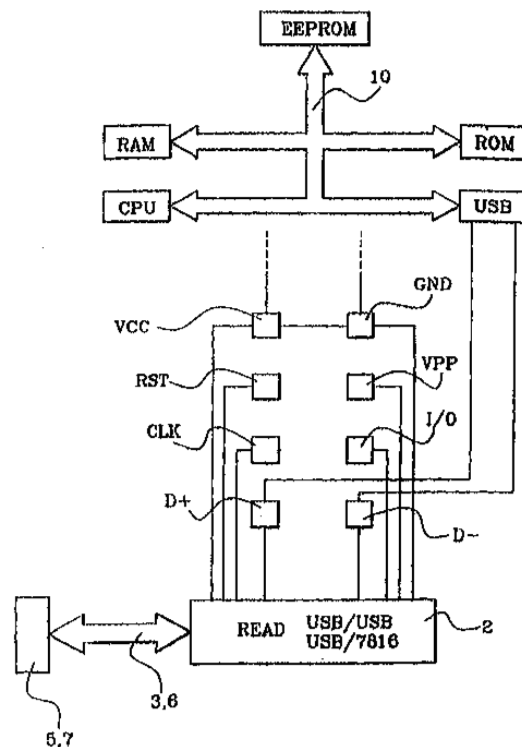 EEPROM
10
RAM
ROM
CPU
USB
GND
VCC
VPP
RST
I/O
CLK
D+
D-
READ USB/USB
USB/7816
2
3,6
5,7